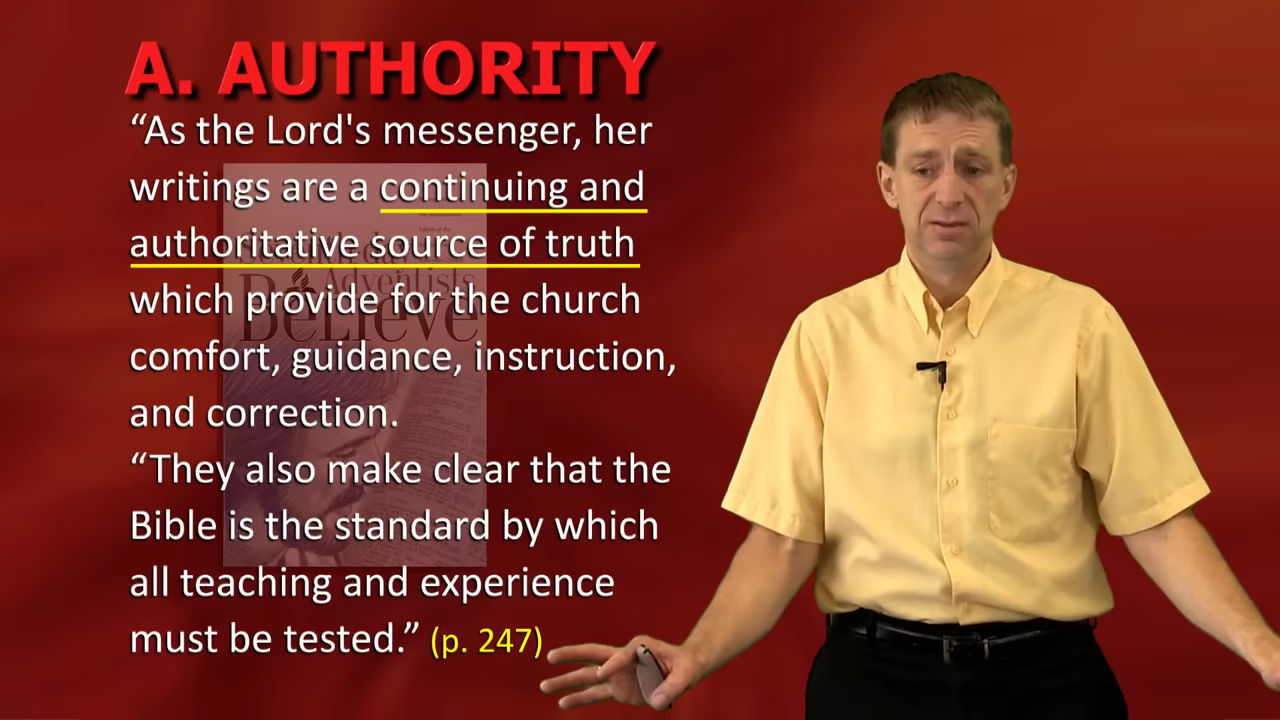 A. AUTHORITY
“As the Lord's messenger, her
writings are a continuing and
authoritative source of truth
which provide for the church
comfort, guidance, instruction,
and correction.
“They also make clear that the
Bible is the standard by which
all teaching and experience
must be tested.” (p. 247)
Adventists
Believe